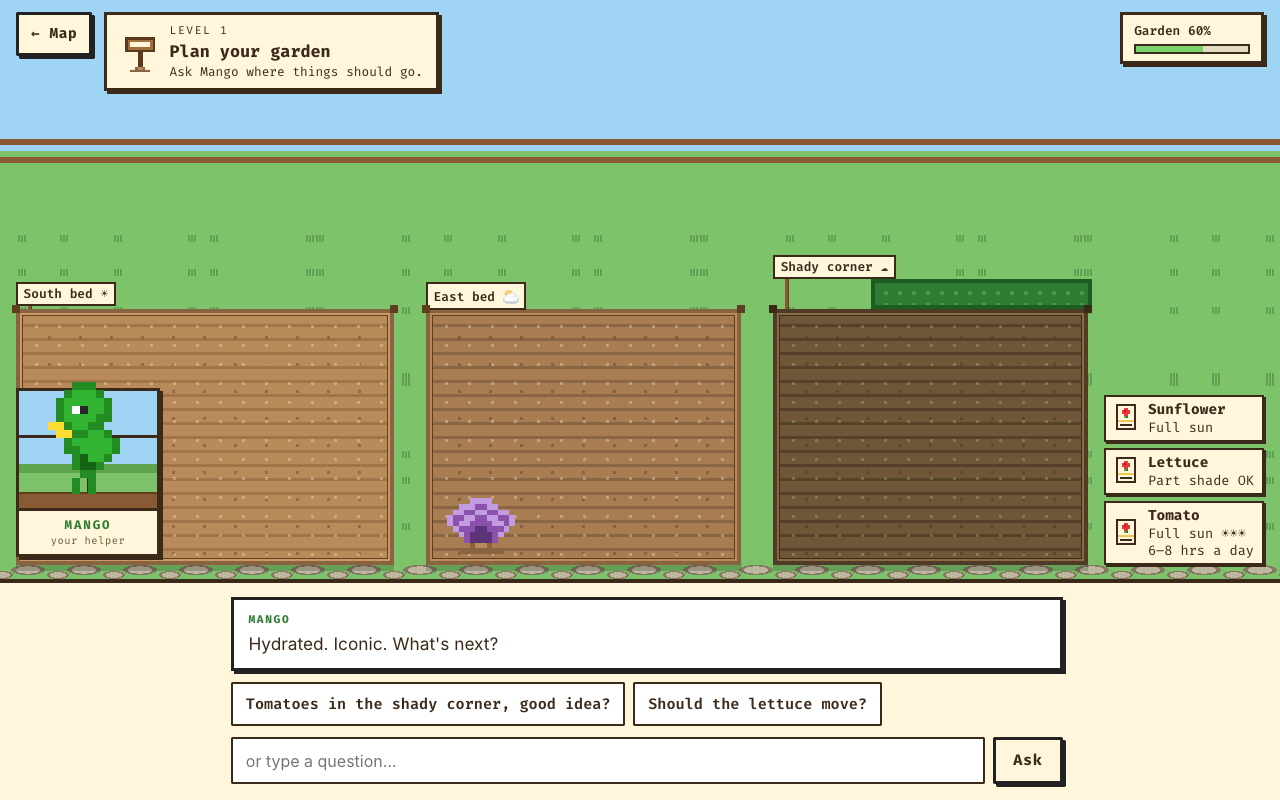 ← Map
LEVEL 1
Plan your garden
Ask Mango where things should go.
Garden 60%
Shady corner ☁
South bed ☀
East bed 🌥
Sunflower
Full sun
Lettuce
Part shade OK
Tomato
Full sun ☀☀☀
6–8 hrs a day
MANGO
your helper
MANGO
Hydrated. Iconic. What's next?
Tomatoes in the shady corner, good idea?
Should the lettuce move?
or type a question...
Ask